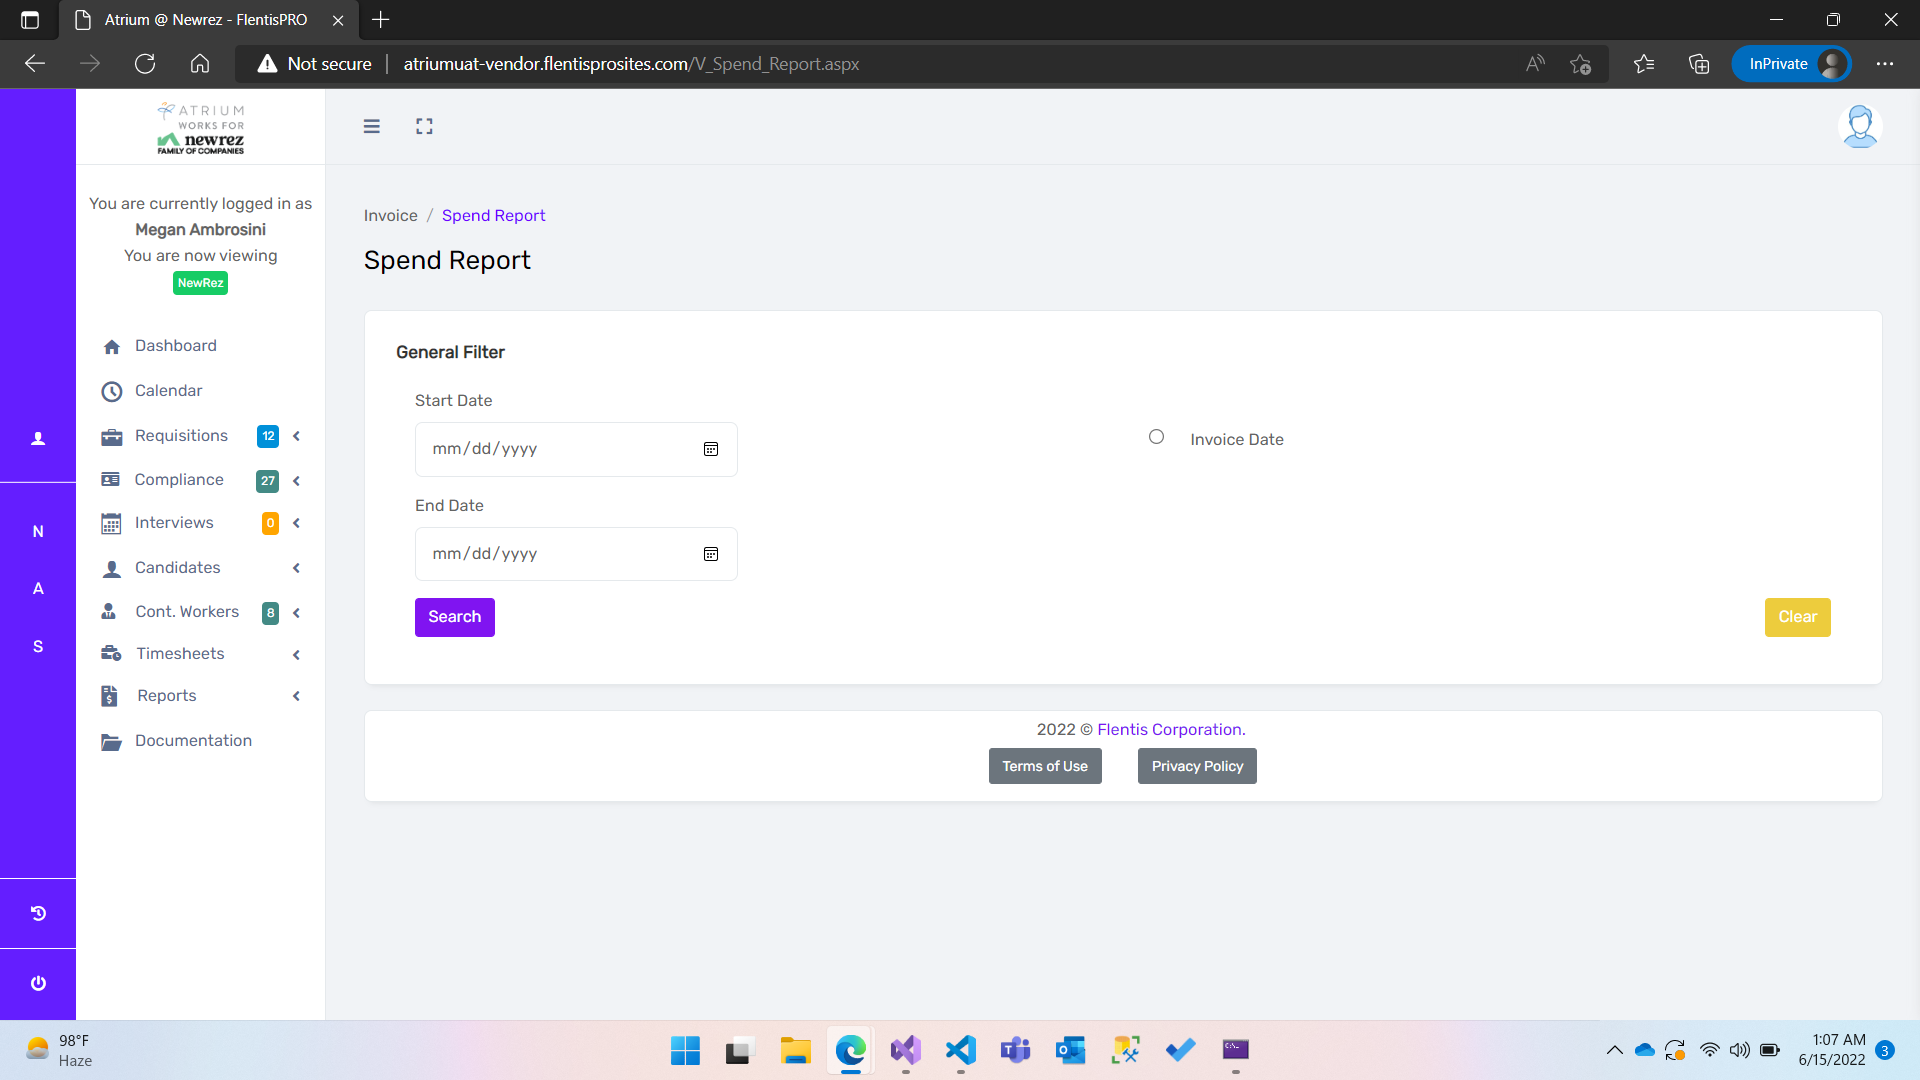 Atrium @ Newrez - FlentisPRO
Not secure
atriumuat-vendor.flentisprosites.com/V_Spend_Report.aspx
InPrivate
ATRIUM
WORKS FOR
newrez
FAMILY OF COMPANIES
You are currently logged in as
Megan Ambrosini
You are now viewing
NewRez
Dashboard
Calendar
Requisitions 12
Compliance 27
Interviews 0
Candidates
Cont. Workers 8
Timesheets
Reports
Documentation
N
A
S
Invoice / Spend Report
Spend Report
General Filter
Start Date
mm/dd/yyyy
Invoice Date
End Date
mm/dd/yyyy
Search
Clear
2022 © Flentis Corporation.
Terms of Use
Privacy Policy
98°F
Haze
1:07 AM
6/15/2022
3